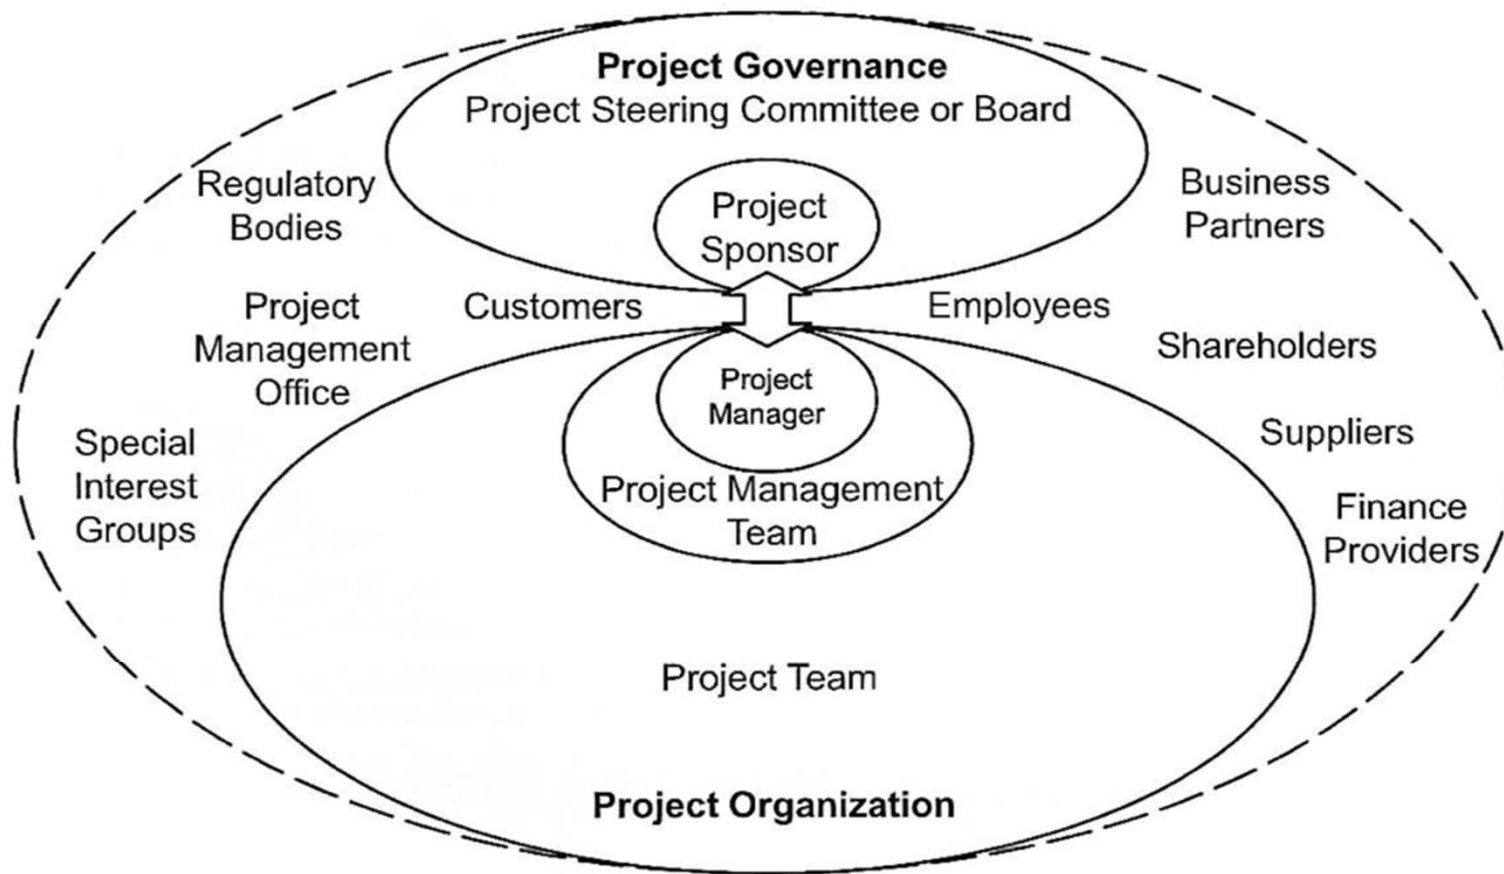 Project Governance
Project Steering Committee or Board
Regulatory
Bodies
Project
Sponsor
Business
Partners
Project
Management
Office
Customers
Employees
Shareholders
Special
Interest
Groups
Project
Manager
Suppliers
Project Management
Team
Finance
Providers
Project Team
Project Organization